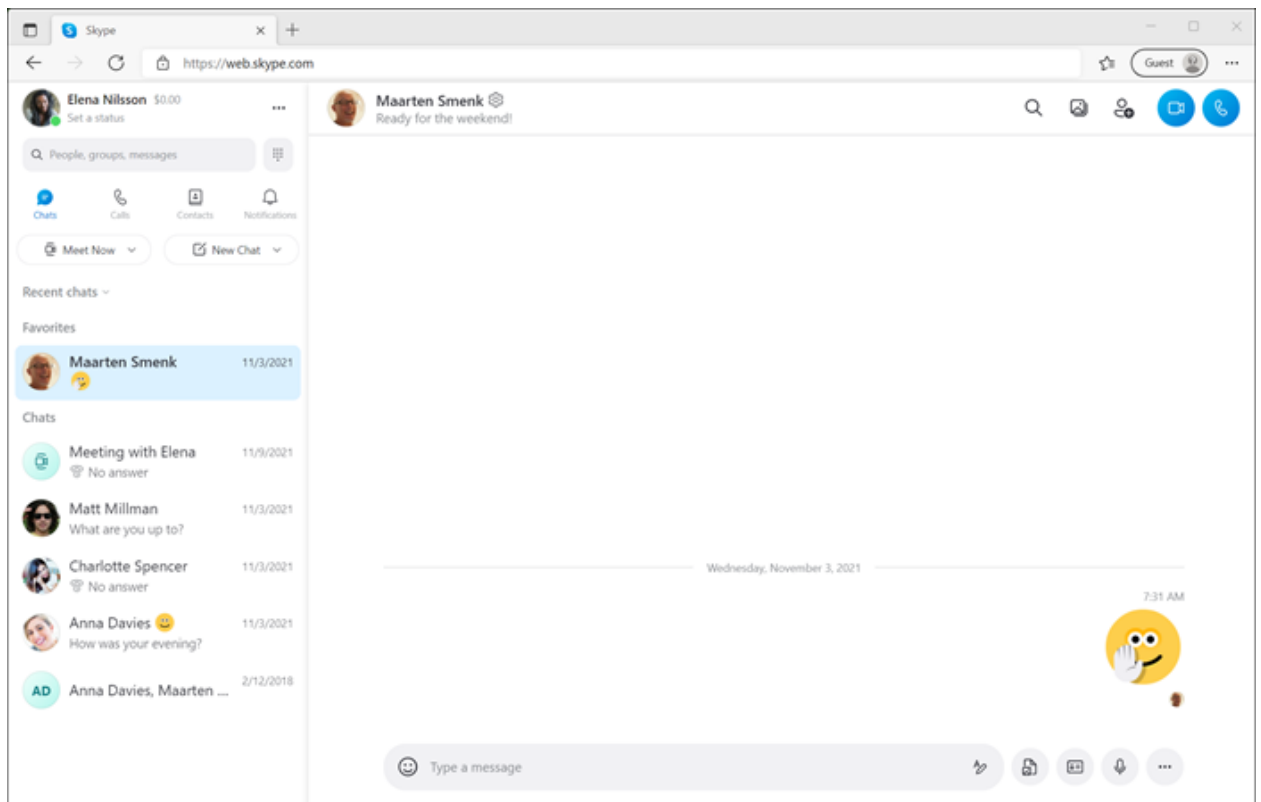 Skype
https://web.skype.com
Guest
Elena Nilsson $0.00
Set a status
People, groups, messages
Chats Calls Contacts Notifications
Meet Now New Chat
Recent chats
Favorites
Maarten Smenk 11/3/2021
Chats
Meeting with Elena 11/9/2021
No answer
Matt Millman 11/3/2021
What are you up to?
Charlotte Spencer 11/3/2021
No answer
Anna Davies 11/3/2021
How was your evening?
AD Anna Davies, Maarten ... 2/12/2018
Maarten Smenk
Ready for the weekend!
Wednesday, November 3, 2021
7:31 AM
Type a message